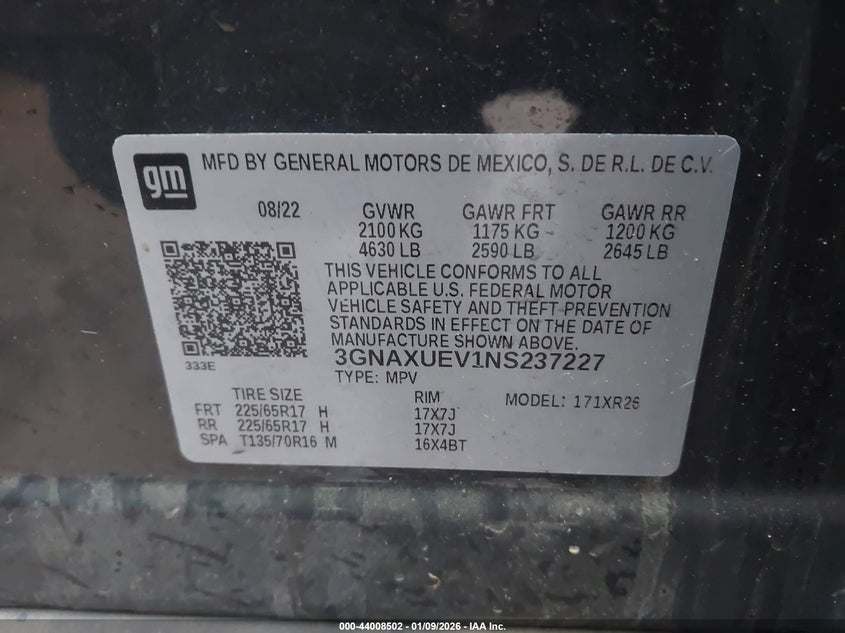 gm MFD BY GENERAL MOTORS DE MEXICO, S. DE R.L. DE C.V.
08/22 GVWR GAWR FRT GAWR RR
2100 KG 1175 KG 1200 KG
4630 LB 2590 LB 2645 LB
THIS VEHICLE CONFORMS TO ALL
APPLICABLE U.S. FEDERAL MOTOR
VEHICLE SAFETY AND THEFT PREVENTION
STANDARDS IN EFFECT ON THE DATE OF
MANUFACTURE SHOWN ABOVE.
333E 3GNAXUEV1NS237227
TYPE: MPV
TIRE SIZE RIM MODEL: 171XR26
FRT 225/65R17 H 17X7J
RR 225/65R17 H 17X7J
SPA T135/70R16 M 16X4BT
000-44008502 - 01/09/2026 - IAA Inc.